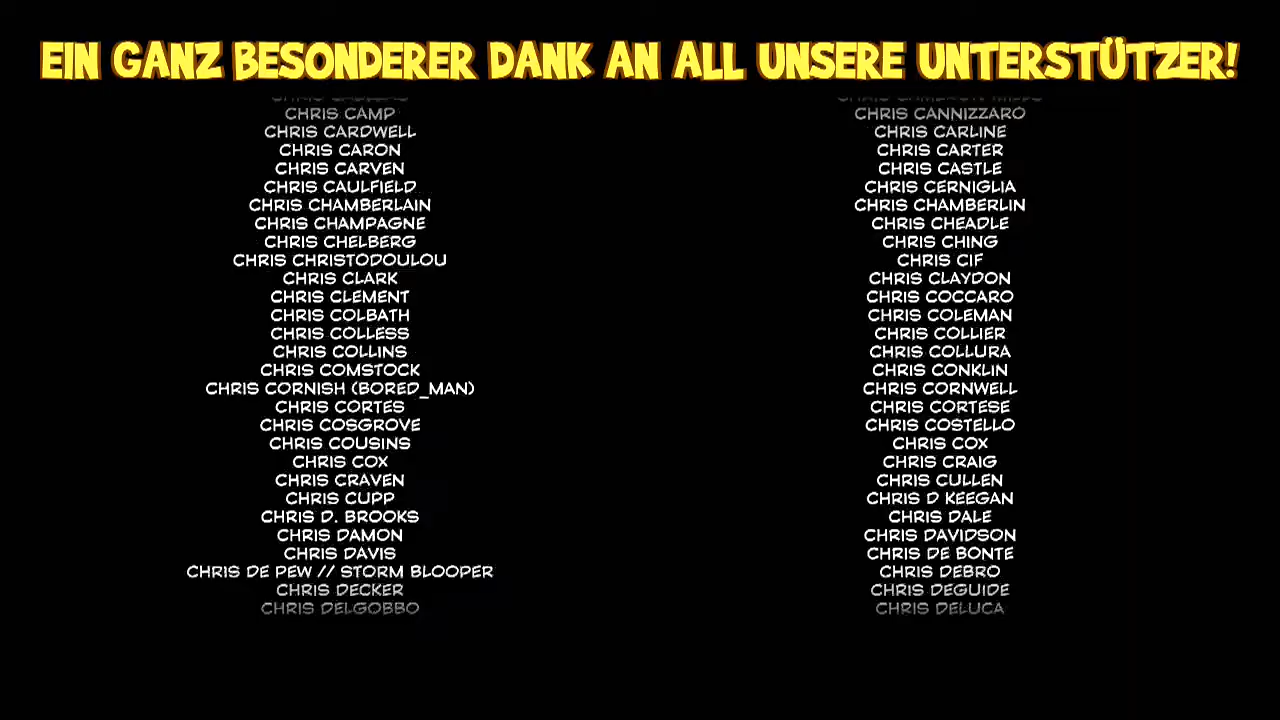 EIN GANZ BESONDERER DANK AN ALL UNSERE UNTERSTÜTZER!
CHRIS CAMP
CHRIS CANNIZZARO
CHRIS CARDWELL
CHRIS CARLINE
CHRIS CARON
CHRIS CARTER
CHRIS CARVEN
CHRIS CASTLE
CHRIS CAULFIELD
CHRIS CERNIGLIA
CHRIS CHAMBERLAIN
CHRIS CHAMBERLIN
CHRIS CHAMPAGNE
CHRIS CHEADLE
CHRIS CHELBERG
CHRIS CHING
CHRIS CHRISTODOULOU
CHRIS CIF
CHRIS CLARK
CHRIS CLAYDON
CHRIS CLEMENT
CHRIS COCCARO
CHRIS COLBATH
CHRIS COLEMAN
CHRIS COLLESS
CHRIS COLLIER
CHRIS COLLINS
CHRIS COLLURA
CHRIS COMSTOCK
CHRIS CONKLIN
CHRIS CORNISH (BORED_MAN)
CHRIS CORNWELL
CHRIS CORTES
CHRIS CORTESE
CHRIS COSGROVE
CHRIS COSTELLO
CHRIS COUSINS
CHRIS COX
CHRIS COX
CHRIS CRAIG
CHRIS CRAVEN
CHRIS CULLEN
CHRIS CUPP
CHRIS D KEEGAN
CHRIS D. BROOKS
CHRIS DALE
CHRIS DAMON
CHRIS DAVIDSON
CHRIS DAVIS
CHRIS DE BONTE
CHRIS DE PEW // STORM BLOOPER
CHRIS DEBRO
CHRIS DECKER
CHRIS DEGUIDE
CHRIS DELGOBBO
CHRIS DELUCA